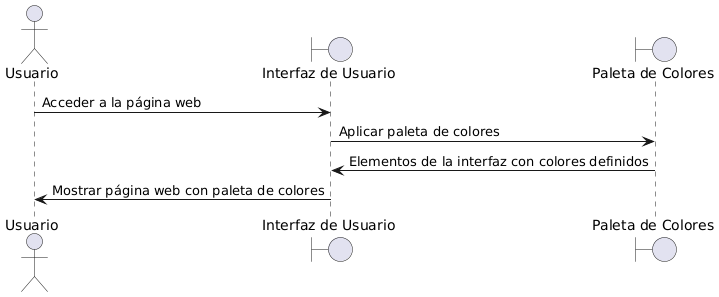 Usuario
Interfaz de Usuario
Paleta de Colores
Acceder a la página web
Aplicar paleta de colores
Elementos de la interfaz con colores definidos
Mostrar página web con paleta de colores
Usuario
Interfaz de Usuario
Paleta de Colores